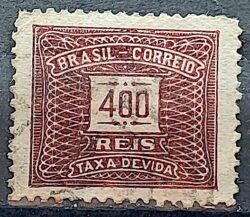 BRASIL-CORREIO
400
REIS
TAXA DEVIDA